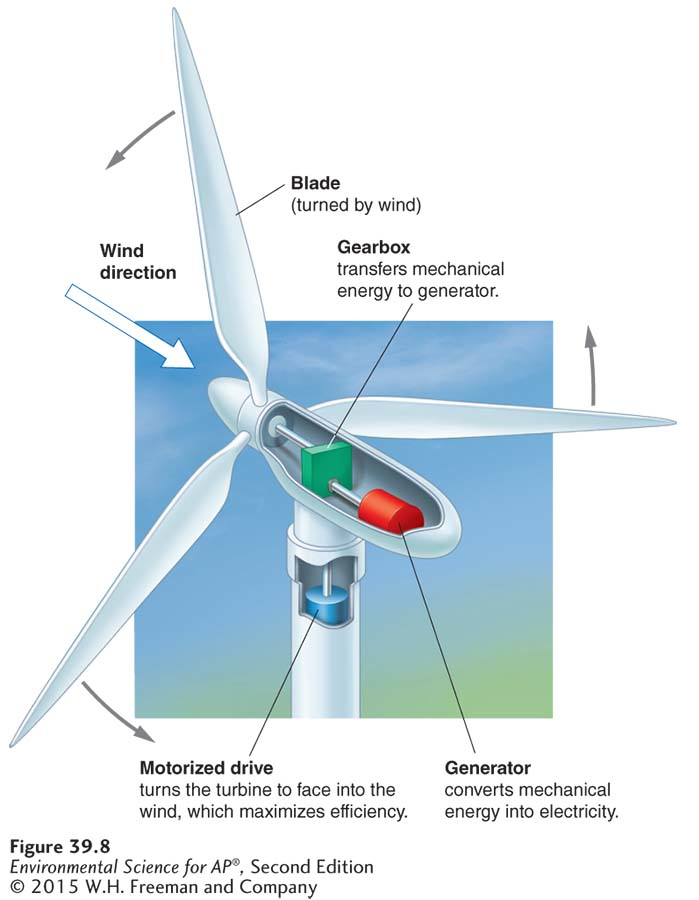 Blade
(turned by wind)
Wind
direction
Gearbox
transfers mechanical
energy to generator.
Motorized drive
turns the turbine to face into the
wind, which maximizes efficiency.
Generator
converts mechanical
energy into electricity.
Figure 39.8
Environmental Science for AP®, Second Edition
© 2015 W.H. Freeman and Company